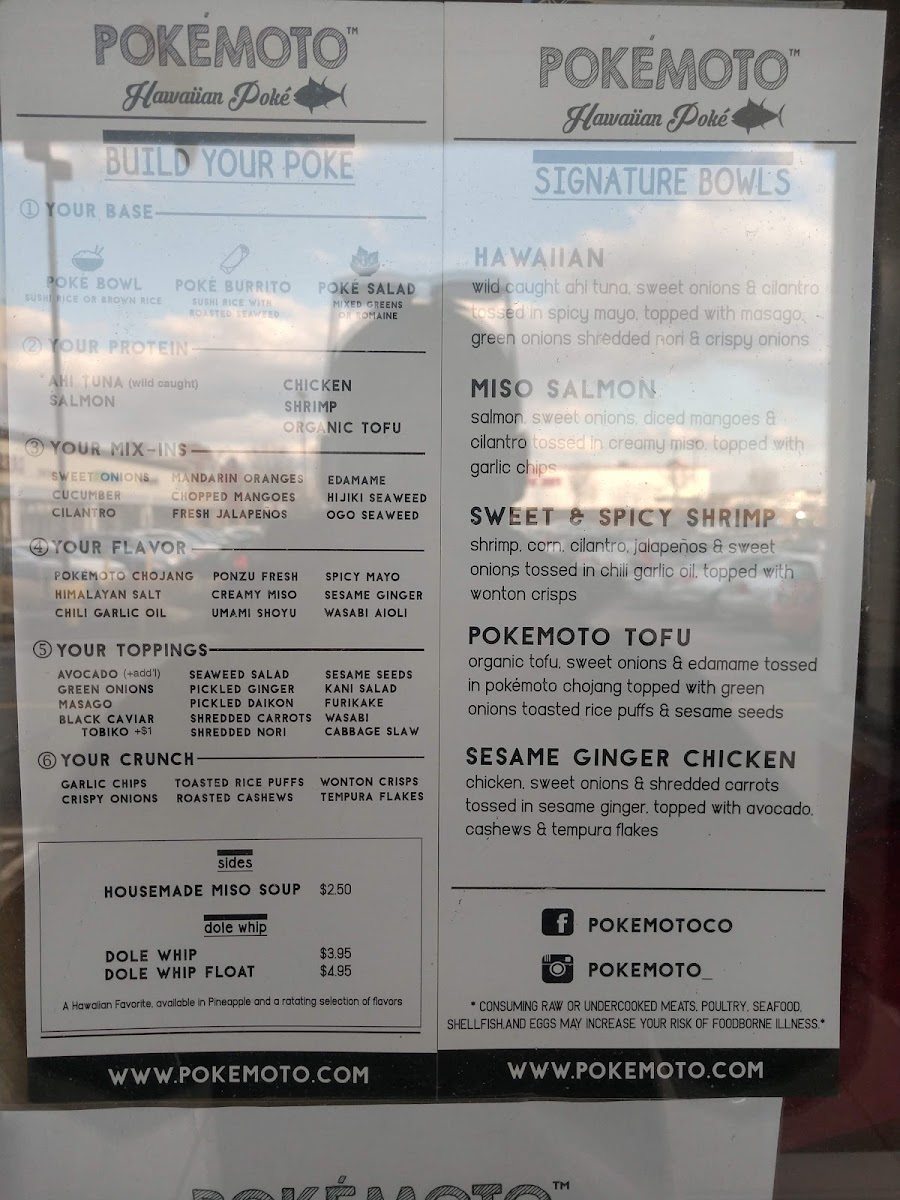 POKÉMOTO™
Hawaiian Poké
BUILD YOUR POKE
① YOUR BASE
POKÉ BOWL
SUSHI RICE OR BROWN RICE
POKÉ BURRITO
SUSHI RICE WITH
ROASTED SEAWEED
POKÉ SALAD
MIXED GREENS
OR ROMAINE
② YOUR PROTEIN
AHI TUNA (wild caught)
SALMON
CHICKEN
SHRIMP
ORGANIC TOFU
③ YOUR MIX-INS
SWEET ONIONS MANDARIN ORANGES EDAMAME
CUCUMBER CHOPPED MANGOES HIJIKI SEAWEED
CILANTRO FRESH JALAPENOS OGO SEAWEED
④ YOUR FLAVOR
POKEMOTO CHOJANG PONZU FRESH SPICY MAYO
HIMALAYAN SALT CREAMY MISO SESAME GINGER
CHILI GARLIC OIL UMAMI SHOYU WASABI AIOLI
⑤ YOUR TOPPINGS
AVOCADO (+add'l) SEAWEED SALAD SESAME SEEDS
GREEN ONIONS PICKLED GINGER KANI SALAD
MASAGO PICKLED DAIKON FURIKAKE
BLACK CAVIAR SHREDDED CARROTS WASABI
TOBIKO +$1 SHREDDED NORI CABBAGE SLAW
⑥ YOUR CRUNCH
GARLIC CHIPS TOASTED RICE PUFFS WONTON CRISPS
CRISPY ONIONS ROASTED CASHEWS TEMPURA FLAKES
sides
HOUSEMADE MISO SOUP $2.50
dole whip
DOLE WHIP $3.95
DOLE WHIP FLOAT $4.95
A Hawaiian Favorite, available in Pineapple and a ratating selection of flavors
WWW.POKEMOTO.COM
POKÉMOTO™
Hawaiian Poké
SIGNATURE BOWLS
HAWAIIAN
wild caught ahi tuna, sweet onions & cilantro
tossed in spicy mayo, topped with masago,
green onions shredded nori & crispy onions
MISO SALMON
salmon, sweet onions, diced mangoes &
cilantro tossed in creamy miso, topped with
garlic chips
SWEET & SPICY SHRIMP
shrimp, corn, cilantro, jalapeños & sweet
onions tossed in chili garlic oil, topped with
wonton crisps
POKEMOTO TOFU
organic tofu, sweet onions & edamame tossed
in pokémoto chojang topped with green
onions toasted rice puffs & sesame seeds
SESAME GINGER CHICKEN
chicken, sweet onions & shredded carrots
tossed in sesame ginger, topped with avocado,
cashews & tempura flakes
f POKEMOTOCO
POKEMOTO_
* CONSUMING RAW OR UNDERCOOKED MEATS, POULTRY, SEAFOOD,
SHELLFISH,AND EGGS MAY INCREASE YOUR RISK OF FOODBORNE ILLNESS.*
WWW.POKEMOTO.COM
POKÉMOTO™